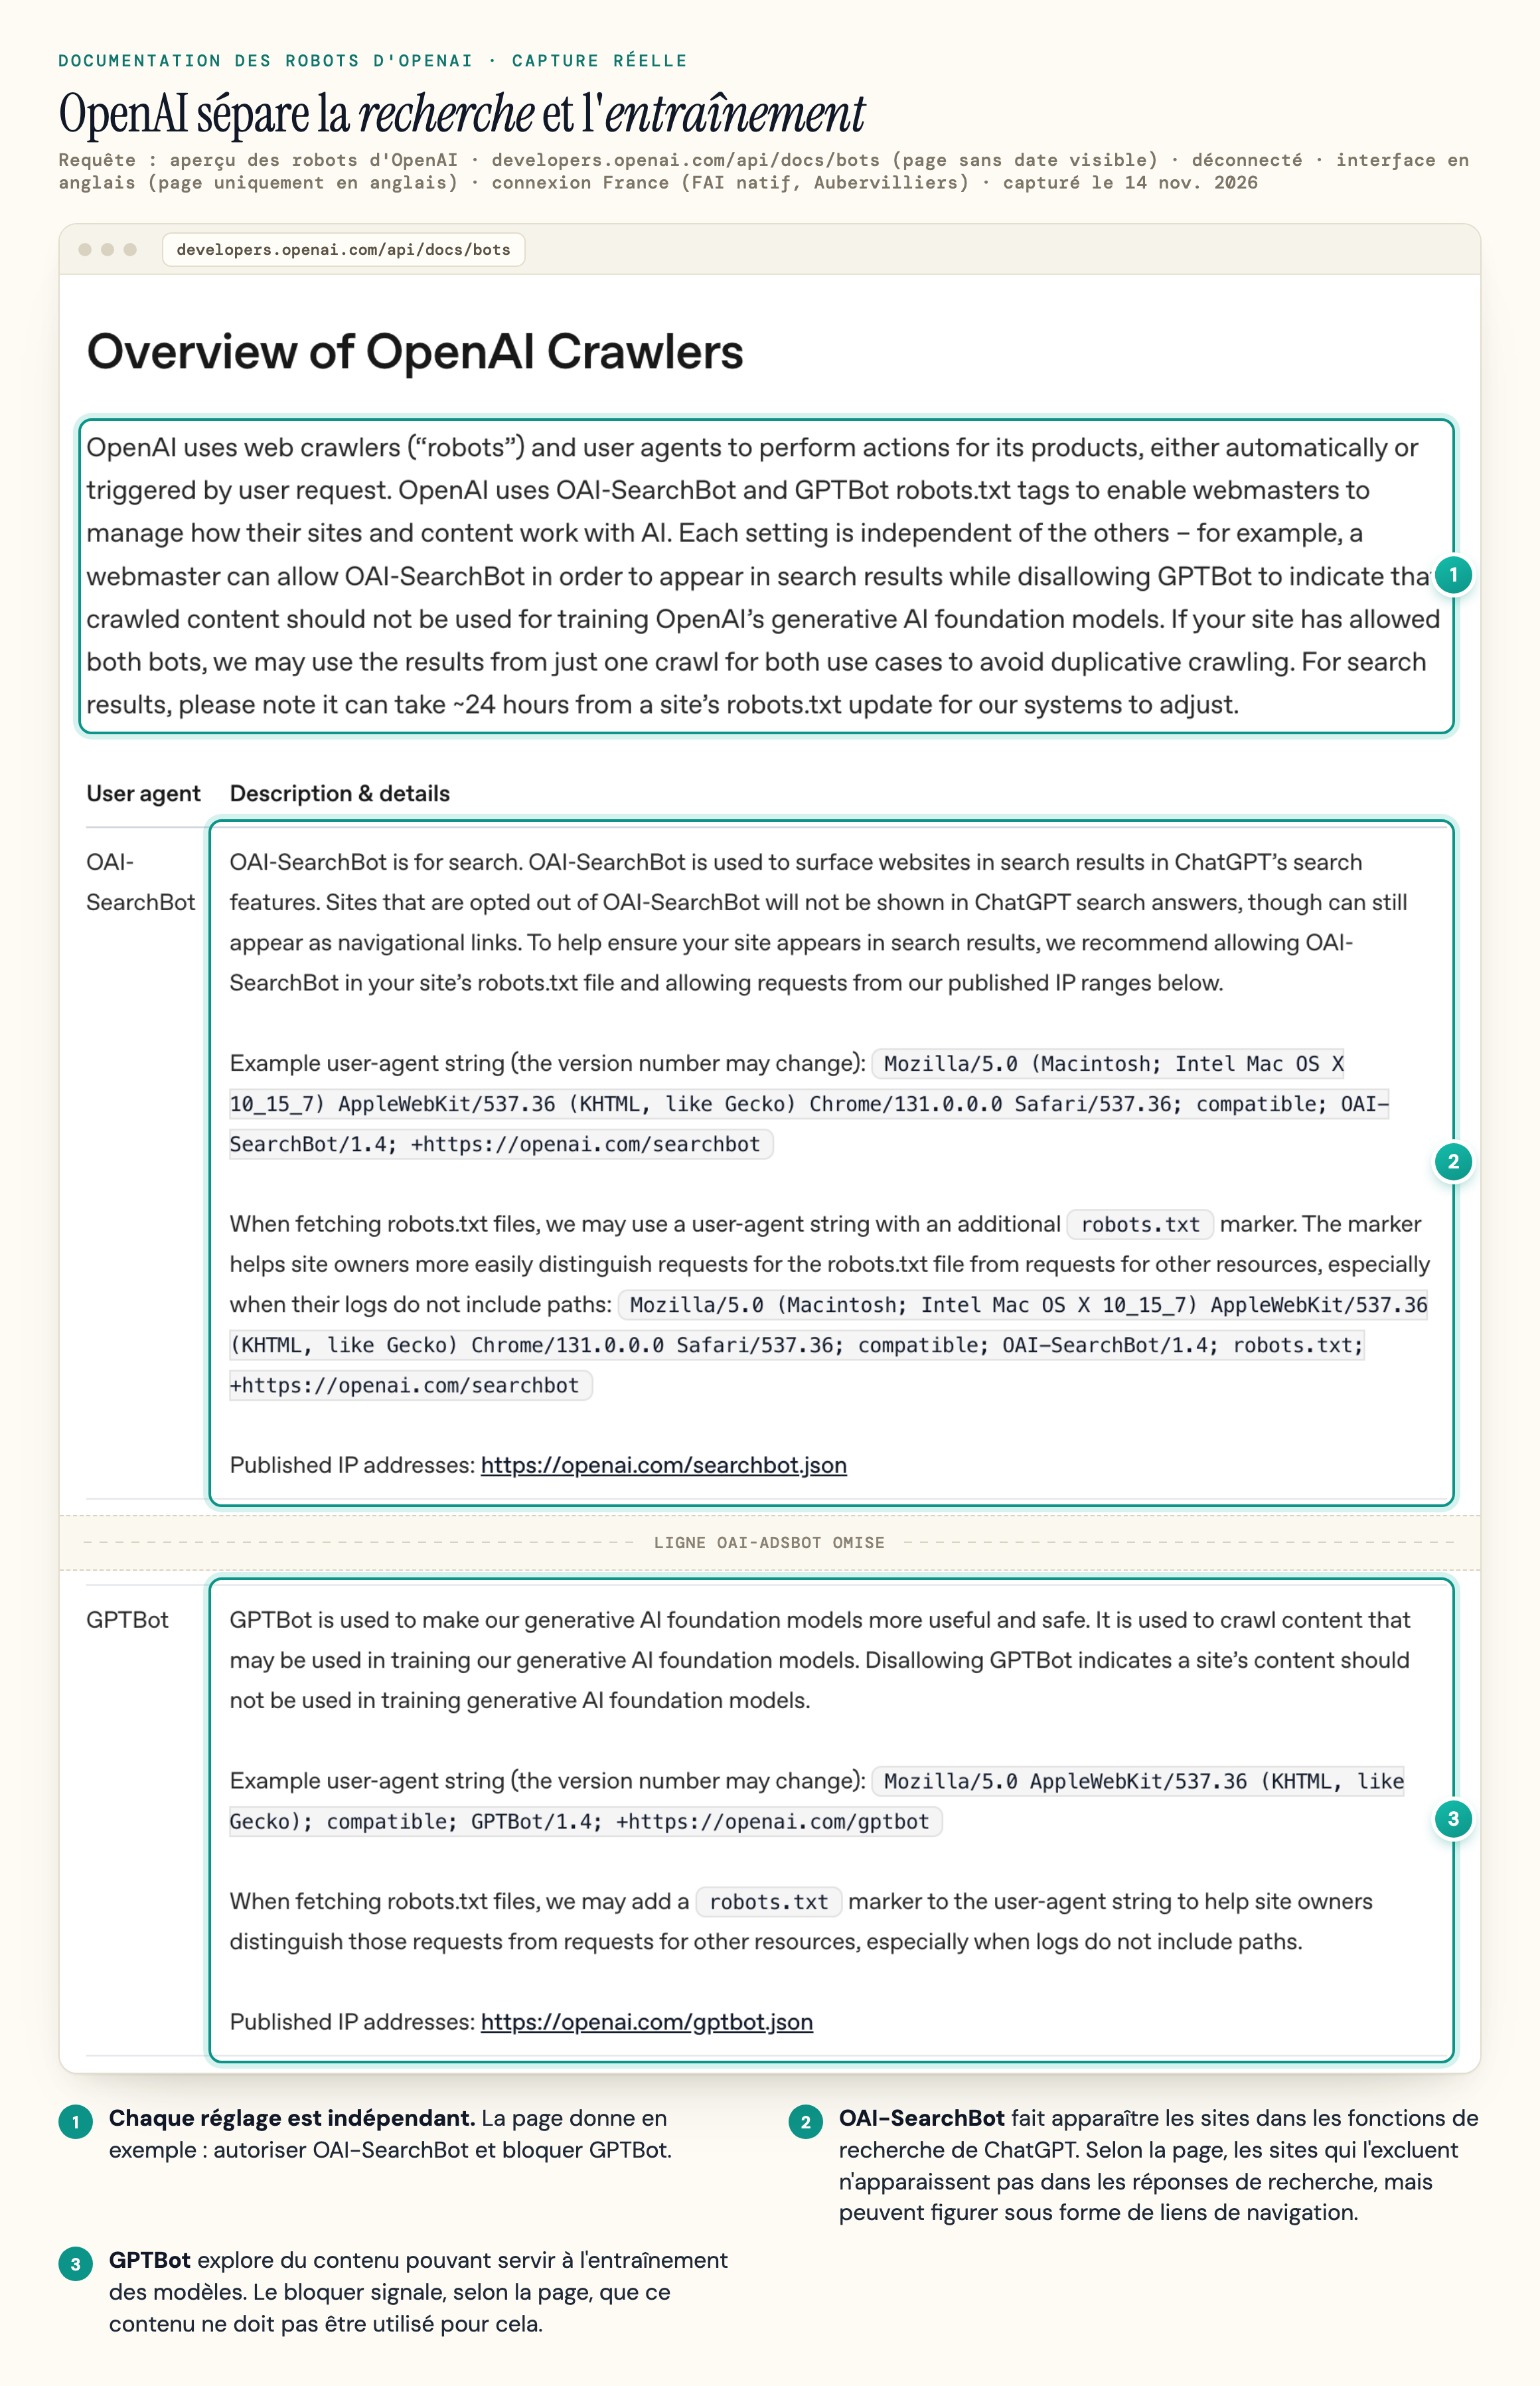 DOCUMENTATION DES ROBOTS D'OPENAI · CAPTURE RÉELLE
OpenAI sépare la recherche et l'entraînement
Requête : aperçu des robots d'OpenAI · developers.openai.com/api/docs/bots (page sans date visible) · déconnecté · interface en
anglais (page uniquement en anglais) · connexion France (FAI natif, Aubervilliers) · capturé le 14 nov. 2026
developers.openai.com/api/docs/bots
Overview of OpenAI Crawlers
OpenAI uses web crawlers (“robots”) and user agents to perform actions for its products, either automatically or
triggered by user request. OpenAI uses OAI-SearchBot and GPTBot robots.txt tags to enable webmasters to
manage how their sites and content work with AI. Each setting is independent of the others – for example, a
webmaster can allow OAI-SearchBot in order to appear in search results while disallowing GPTBot to indicate that
1
crawled content should not be used for training OpenAI’s generative AI foundation models. If your site has allowed
both bots, we may use the results from just one crawl for both use cases to avoid duplicative crawling. For search
results, please note it can take ~24 hours from a site’s robots.txt update for our systems to adjust.
User agent Description & details
OAI-
SearchBot
OAI-SearchBot is for search. OAI-SearchBot is used to surface websites in search results in ChatGPT’s search
features. Sites that are opted out of OAI-SearchBot will not be shown in ChatGPT search answers, though can still
appear as navigational links. To help ensure your site appears in search results, we recommend allowing OAI-
SearchBot in your site’s robots.txt file and allowing requests from our published IP ranges below.
Example user-agent string (the version number may change): Mozilla/5.0 (Macintosh; Intel Mac OS X
10_15_7) AppleWebKit/537.36 (KHTML, like Gecko) Chrome/131.0.0.0 Safari/537.36; compatible; OAI-
SearchBot/1.4; +https://openai.com/searchbot
2
When fetching robots.txt files, we may use a user-agent string with an additional robots.txt marker. The marker
helps site owners more easily distinguish requests for the robots.txt file from requests for other resources, especially
when their logs do not include paths: Mozilla/5.0 (Macintosh; Intel Mac OS X 10_15_7) AppleWebKit/537.36
(KHTML, like Gecko) Chrome/131.0.0.0 Safari/537.36; compatible; OAI-SearchBot/1.4; robots.txt;
+https://openai.com/searchbot
Published IP addresses: https://openai.com/searchbot.json
LIGNE OAI-ADSBOT OMISE
GPTBot
GPTBot is used to make our generative AI foundation models more useful and safe. It is used to crawl content that
may be used in training our generative AI foundation models. Disallowing GPTBot indicates a site’s content should
not be used in training generative AI foundation models.
Example user-agent string (the version number may change): Mozilla/5.0 AppleWebKit/537.36 (KHTML, like
Gecko); compatible; GPTBot/1.4; +https://openai.com/gptbot
3
When fetching robots.txt files, we may add a robots.txt marker to the user-agent string to help site owners
distinguish those requests from requests for other resources, especially when logs do not include paths.
Published IP addresses: https://openai.com/gptbot.json
1 Chaque réglage est indépendant. La page donne en
exemple : autoriser OAI-SearchBot et bloquer GPTBot.
2 OAI-SearchBot fait apparaître les sites dans les fonctions de
recherche de ChatGPT. Selon la page, les sites qui l'excluent
n'apparaissent pas dans les réponses de recherche, mais
peuvent figurer sous forme de liens de navigation.
3 GPTBot explore du contenu pouvant servir à l'entraînement
des modèles. Le bloquer signale, selon la page, que ce
contenu ne doit pas être utilisé pour cela.